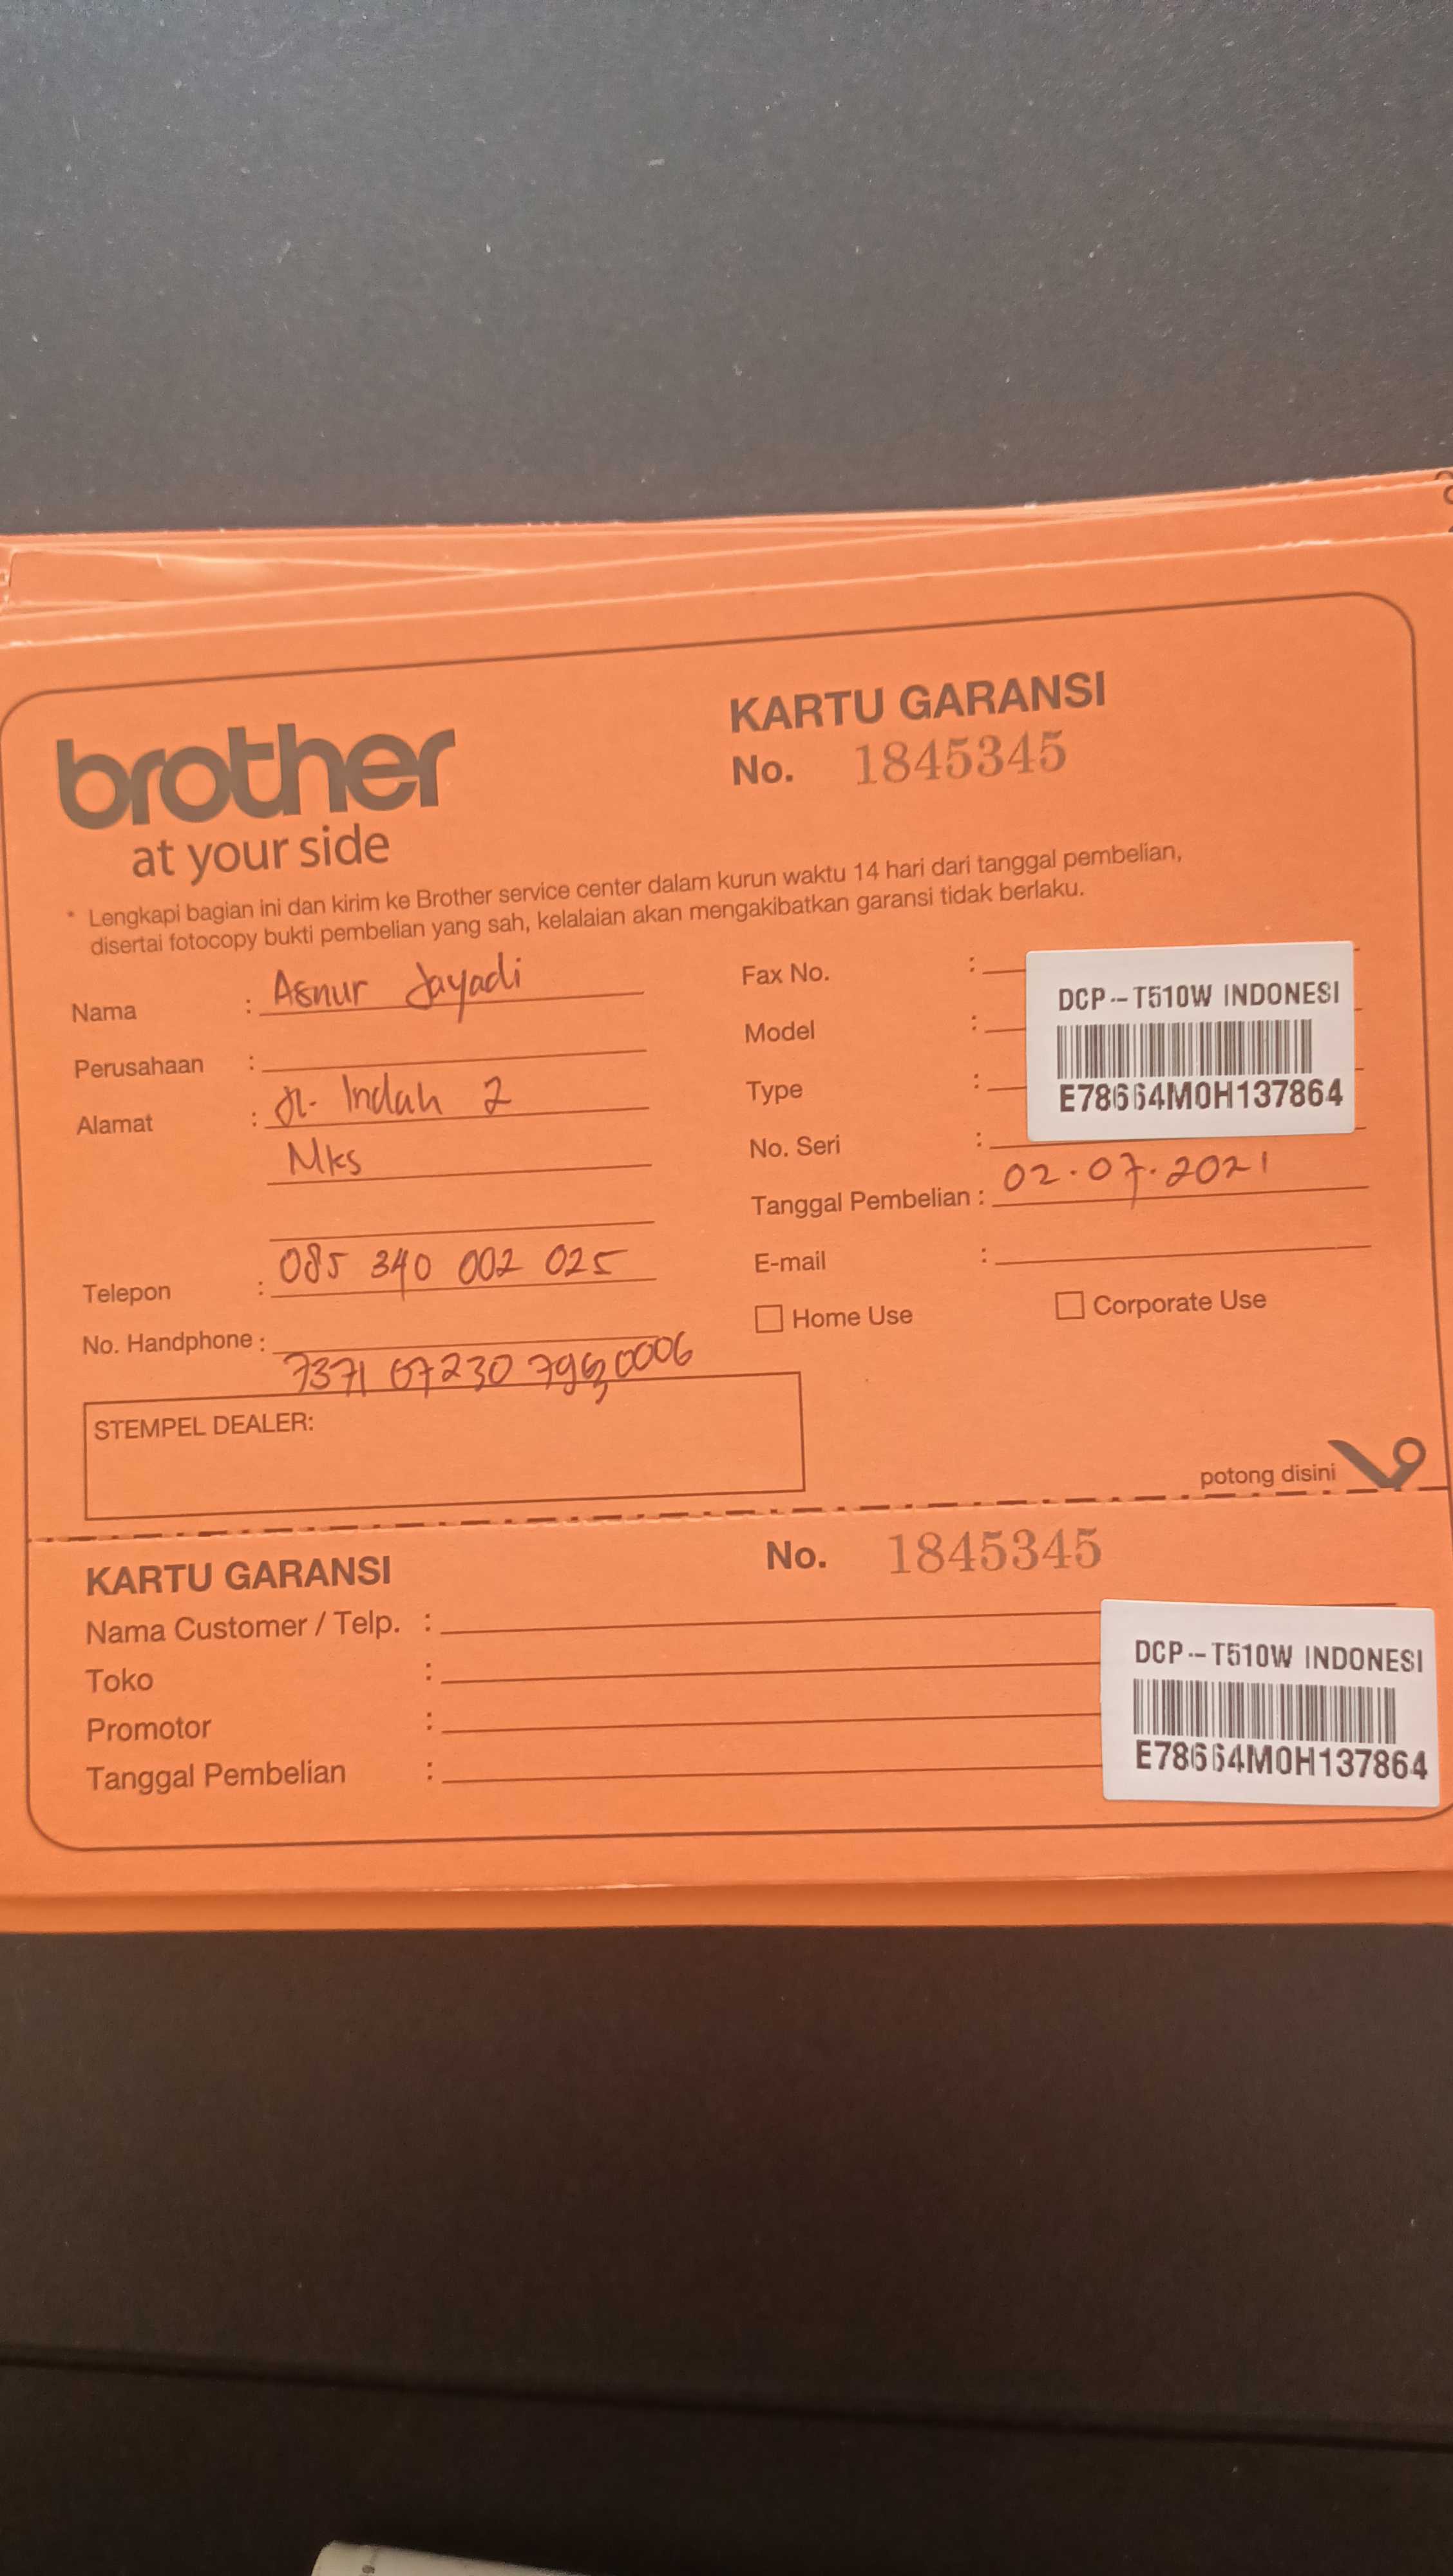 brother
at your side
KARTU GARANSI
No. 1845345
* Lengkapi bagian ini dan kirim ke Brother service center dalam kurun waktu 14 hari dari tanggal pembelian,
disertai fotocopy bukti pembelian yang sah, kelalaian akan mengakibatkan garansi tidak berlaku.
Nama : Asnur Jayadi
Perusahaan :
Alamat : Jl. Indah 2
Mks
Telepon : 085 340 002 025
No. Handphone :
STEMPEL DEALER:
Fax No. :
Model :
Type :
No. Seri :
DCP--T510W INDONESI
E78664M0H137864
Tanggal Pembelian : 02.07.2021
E-mail :
Home Use
Corporate Use
potong disini
KARTU GARANSI
No. 1845345
Nama Customer / Telp. :
Toko :
Promotor :
Tanggal Pembelian :
DCP--T510W INDONESI
E78664M0H137864